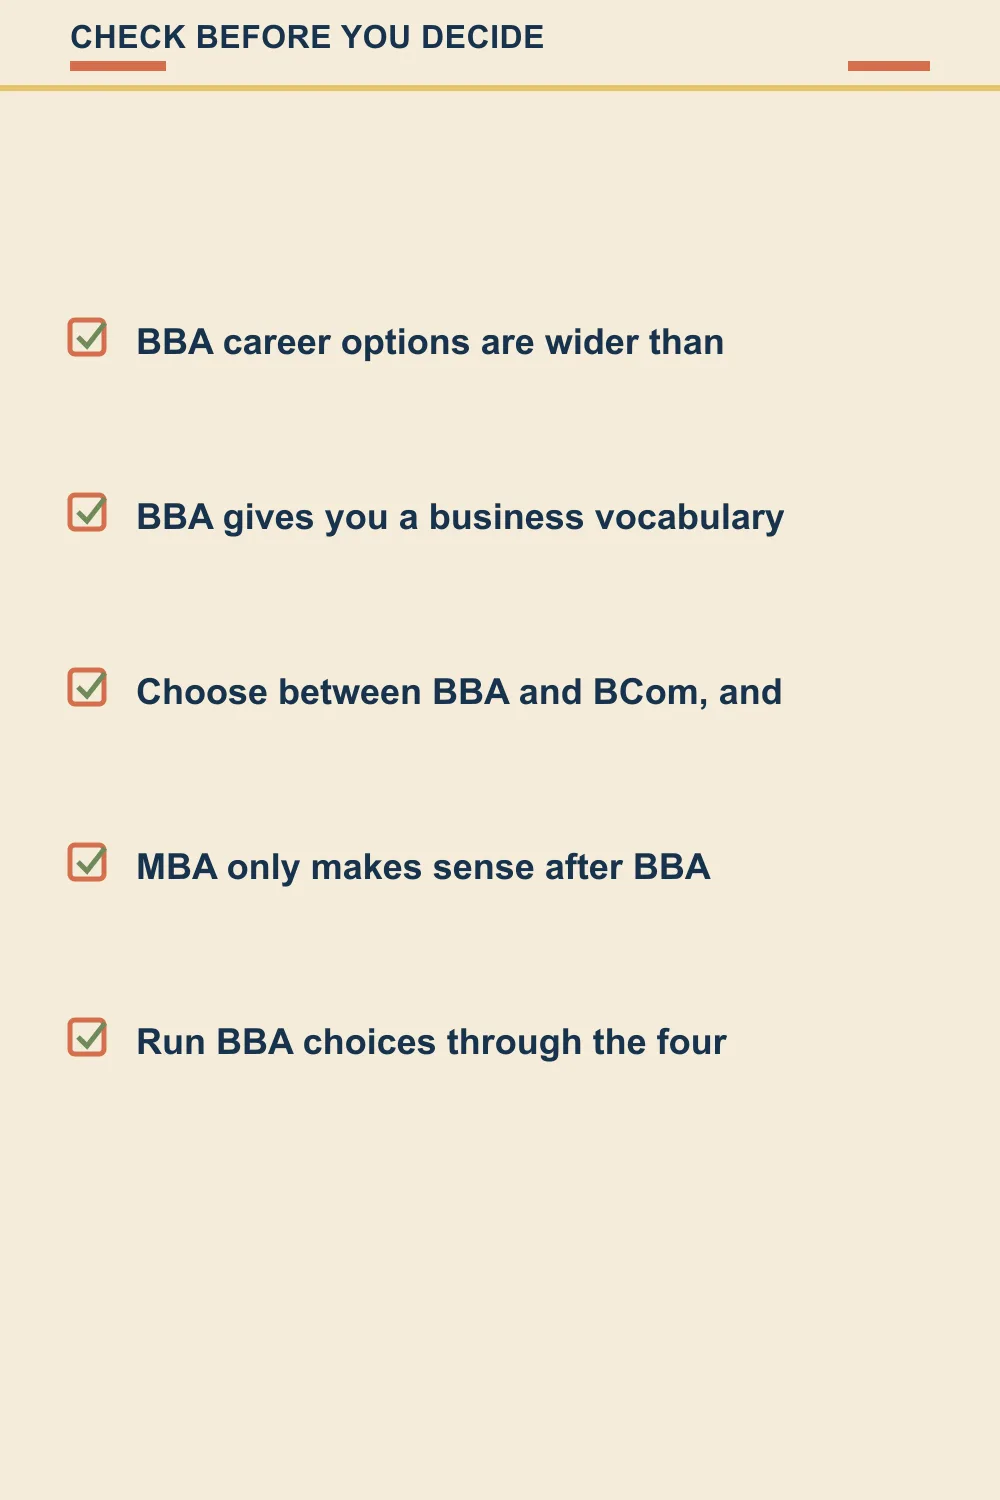 CHECK BEFORE YOU DECIDE
BBA career options are wider than
BBA gives you a business vocabulary
Choose between BBA and BCom, and
MBA only makes sense after BBA
Run BBA choices through the four